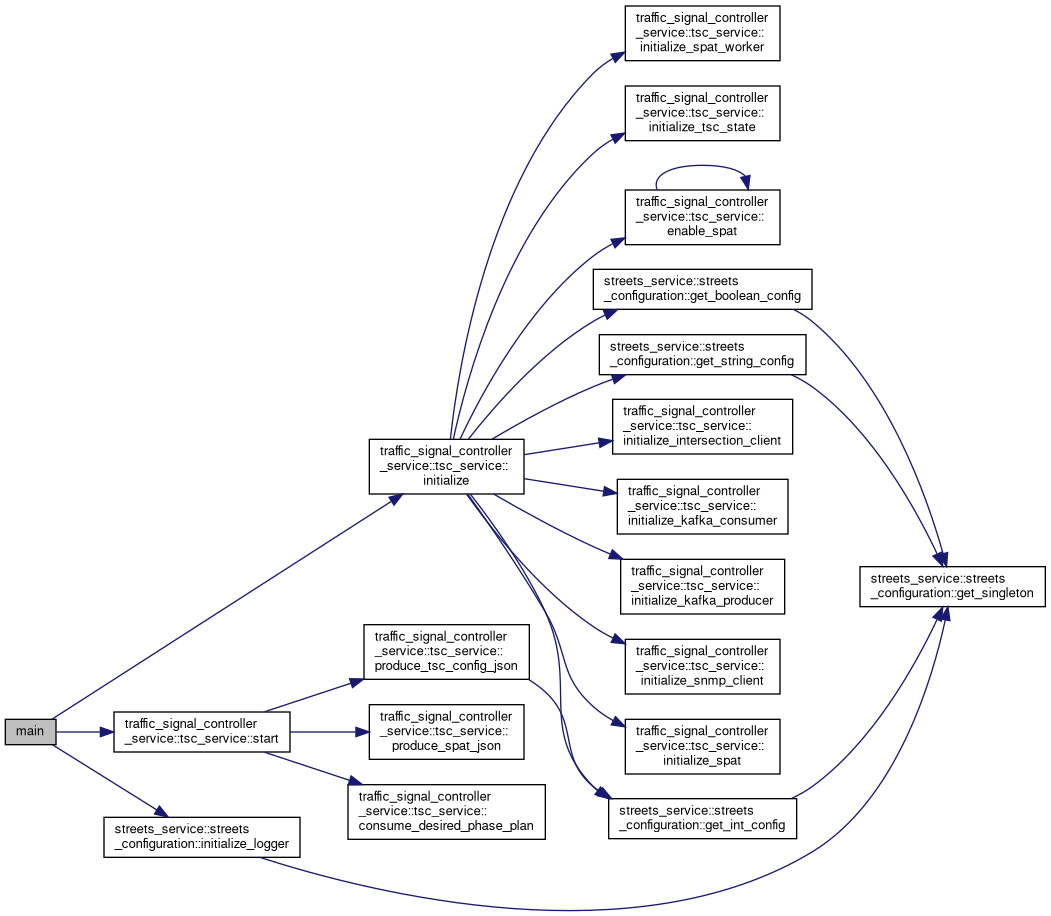 traffic_signal_controller
_service::tsc_service::
initialize_spat_worker
traffic_signal_controller
_service::tsc_service::
initialize_tsc_state
traffic_signal_controller
_service::tsc_service::
enable_spat
streets_service::streets
_configuration::get_boolean_config
streets_service::streets
_configuration::get_string_config
traffic_signal_controller
_service::tsc_service::
initialize_intersection_client
traffic_signal_controller
_service::tsc_service::
initialize
traffic_signal_controller
_service::tsc_service::
initialize_kafka_consumer
traffic_signal_controller
_service::tsc_service::
initialize_kafka_producer
streets_service::streets
_configuration::get_singleton
traffic_signal_controller
_service::tsc_service::
produce_tsc_config_json
traffic_signal_controller
_service::tsc_service::
initialize_snmp_client
main
traffic_signal_controller
_service::tsc_service::start
traffic_signal_controller
_service::tsc_service::
produce_spat_json
traffic_signal_controller
_service::tsc_service::
initialize_spat
traffic_signal_controller
_service::tsc_service::
consume_desired_phase_plan
streets_service::streets
_configuration::get_int_config
streets_service::streets
_configuration::initialize_logger